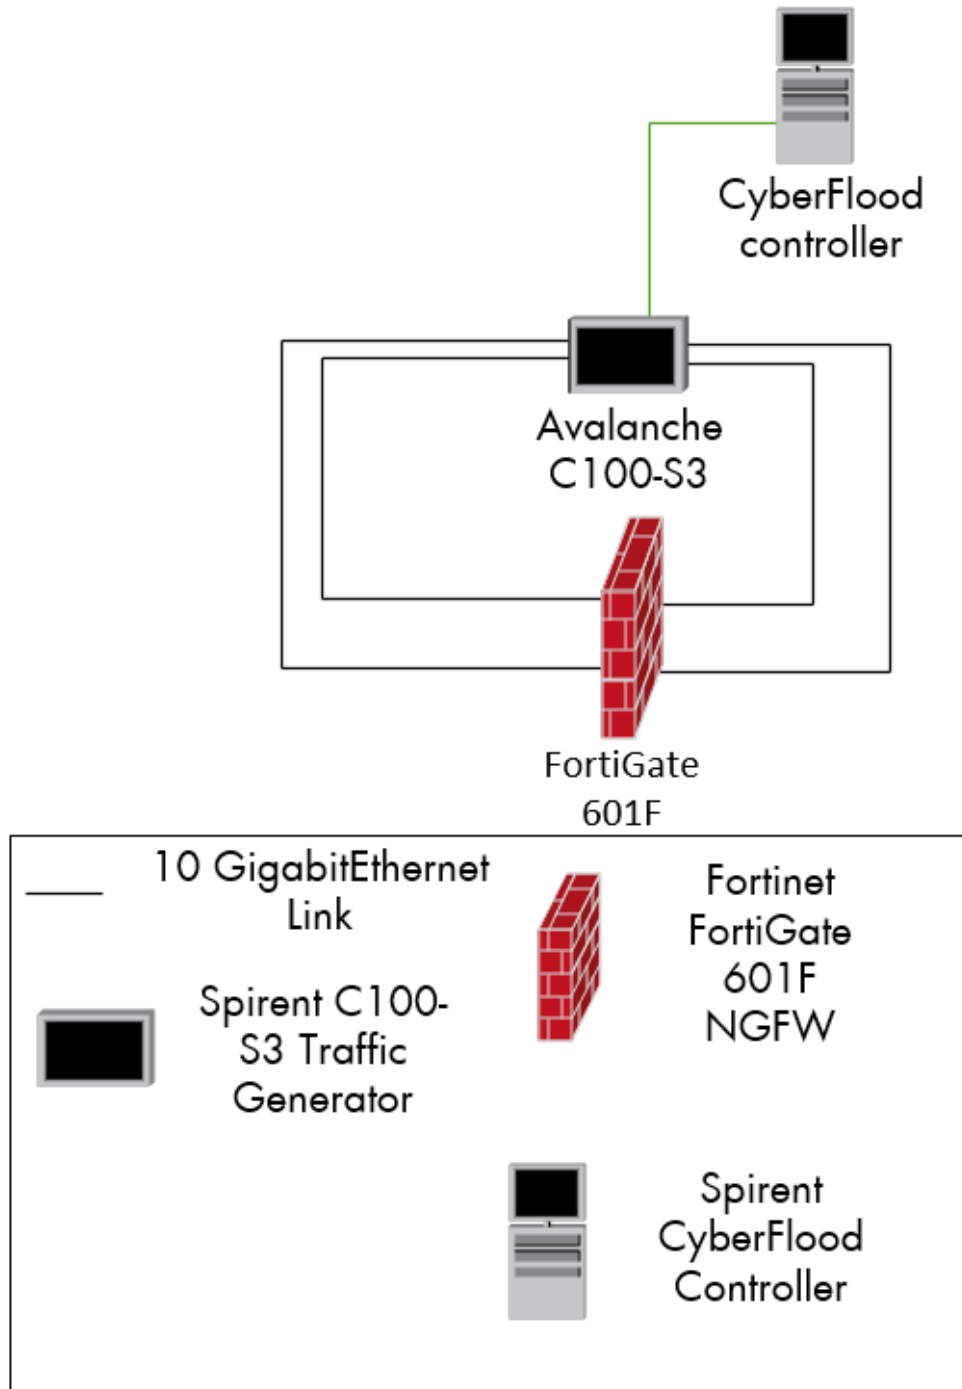 CyberFlood
controller
Avalanche
C100-S3
FortiGate
601F
10 GigabitEthernet
Link
Spirent C100-
S3 Traffic
Generator
Fortinet
FortiGate
601F
NGFW
Spirent
CyberFlood
Controller